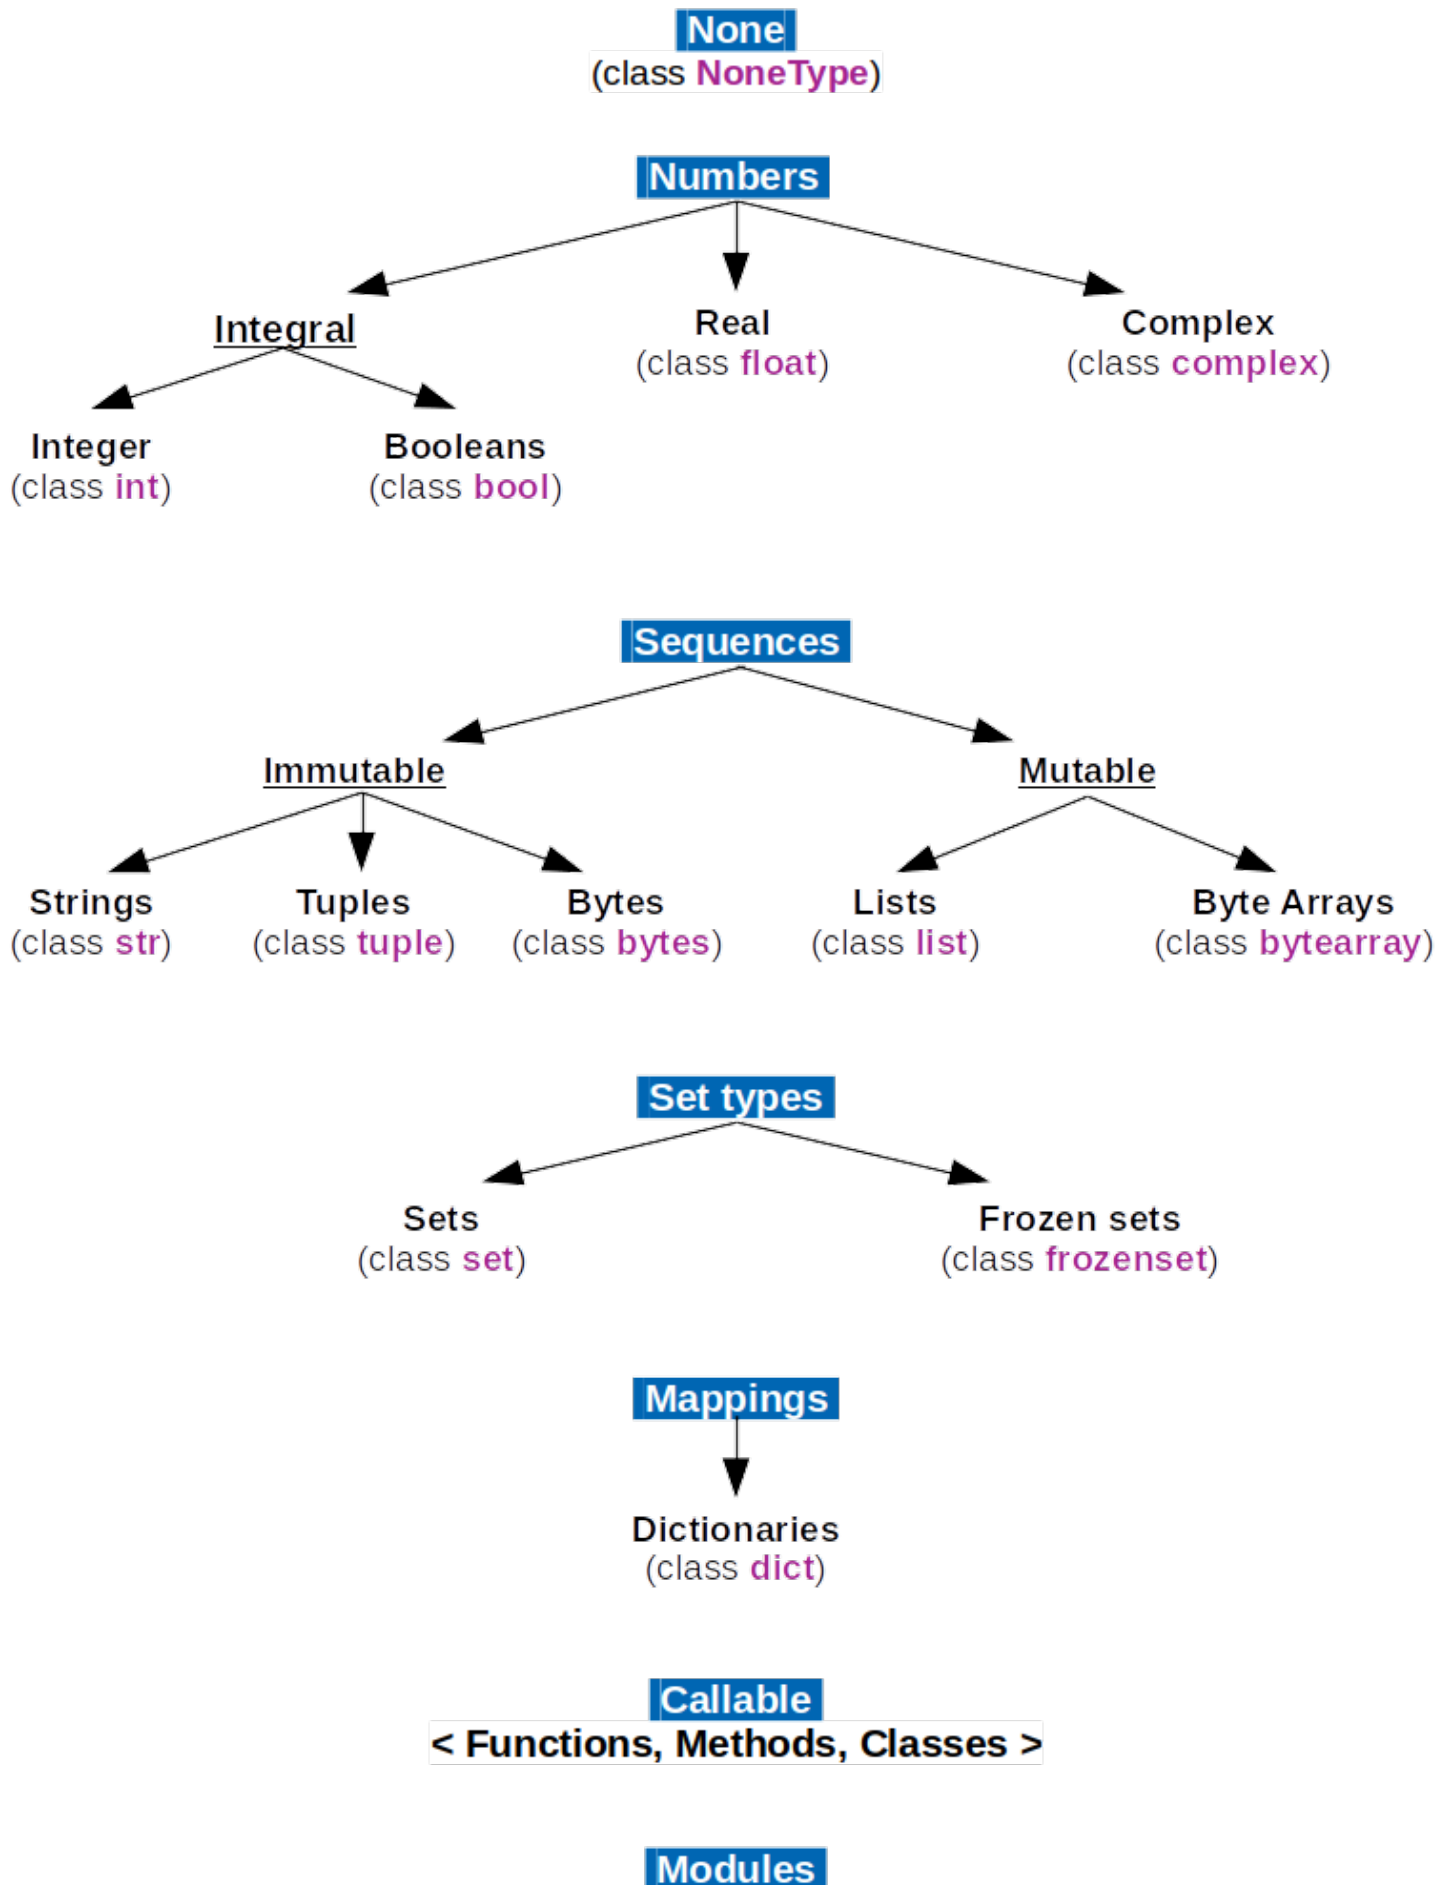 None
(class NoneType)
Numbers
Integral
Real
(class float)
Complex
(class complex)
Integer
(class int)
Booleans
(class bool)
Sequences
Immutable
Mutable
Strings
(class str)
Tuples
(class tuple)
Bytes
(class bytes)
Lists
(class list)
Byte Arrays
(class bytearray)
Set types
Sets
(class set)
Frozen sets
(class frozenset)
Mappings
Dictionaries
(class dict)
Callable
< Functions, Methods, Classes >
Modules